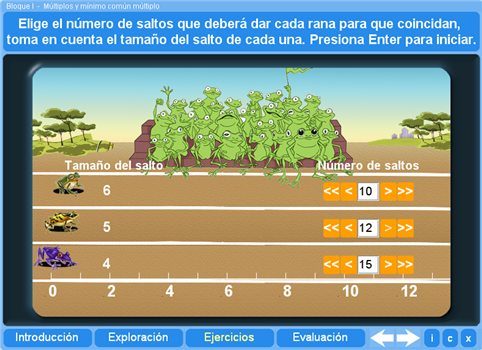 Bloque I - Múltiplos y mínimo común múltiplo
Elige el número de saltos que deberá dar cada rana para que coincidan,
toma en cuenta el tamaño del salto de cada una. Presiona Enter para iniciar.
Tamaño del salto Número de saltos
6 << < 10 > >>
5 << < 12 > >>
4 << < 15 > >>
0 2 4 6 8 10 12
Introducción Exploración Ejercicios Evaluación i c x